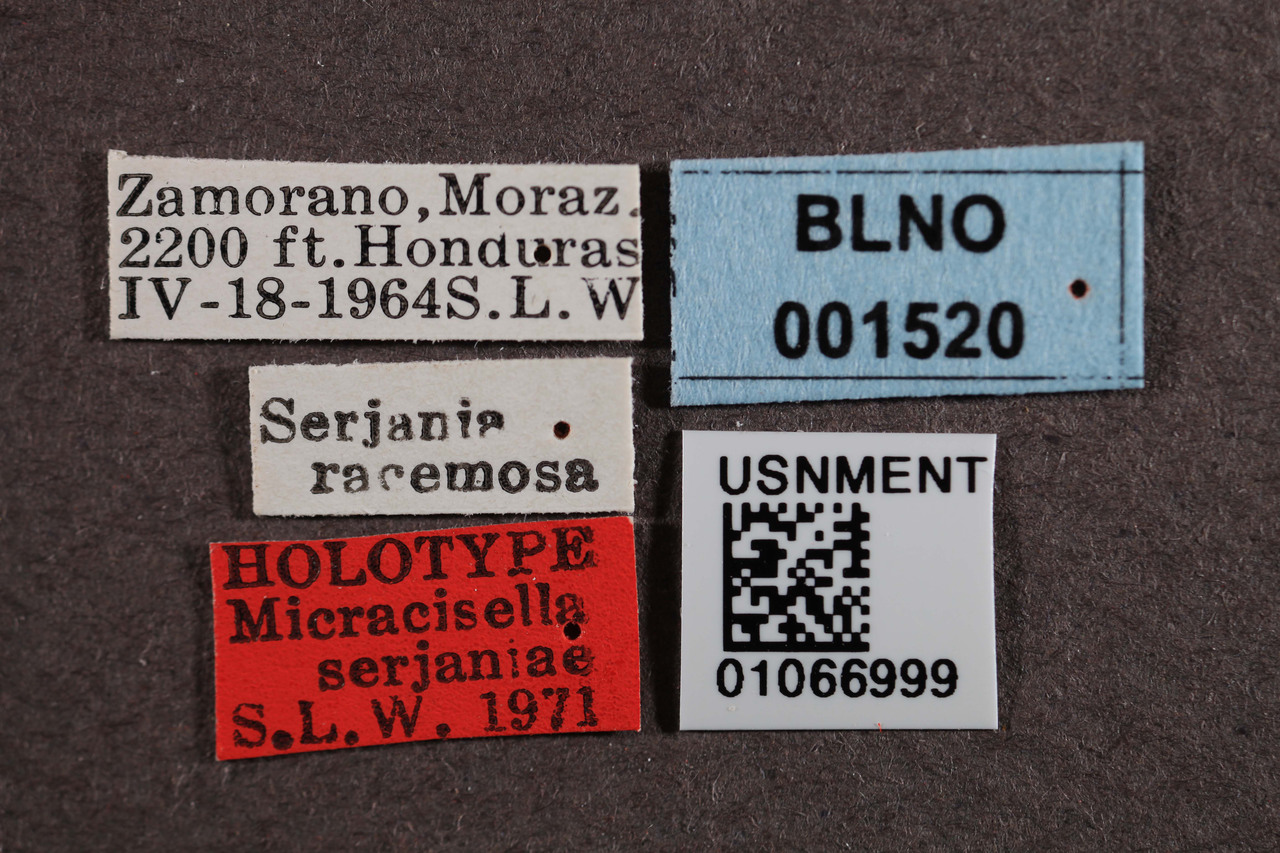 Zamorano, Moraz.
2200 ft. Honduras
IV-18-1964 S.L.W
Serjania
racemosa
HOLOTYPE
Micracisella
serjaniae
S.L.W. 1971
BLNO
001520
USNMENT
01066999